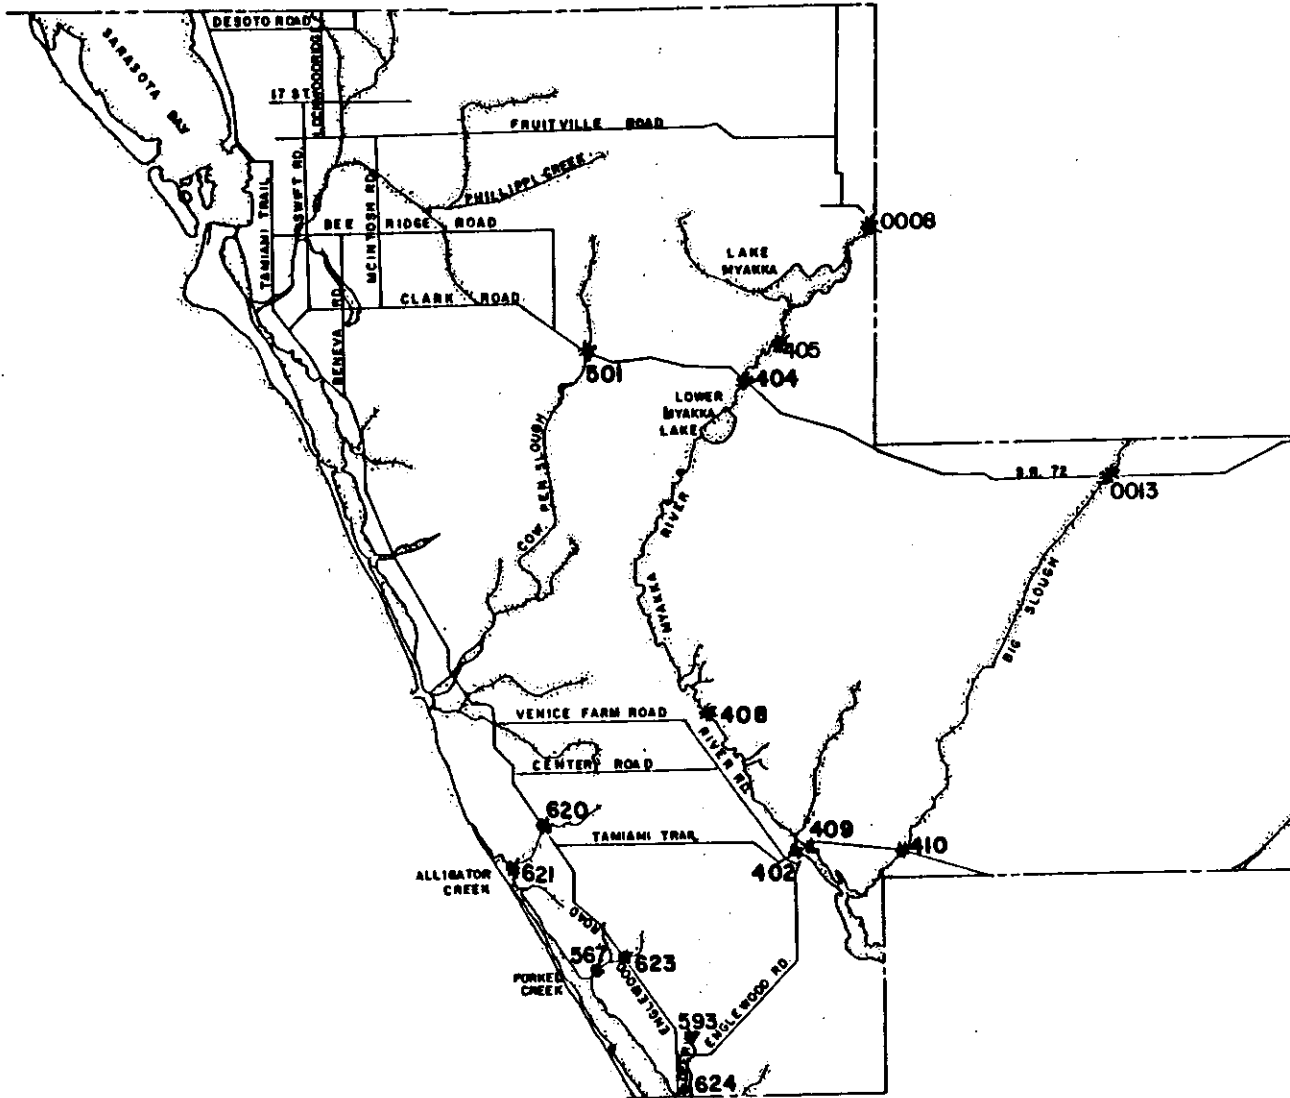 DESOTO ROAD
SARASOTA BAY
LOCKWOODRIDGE
17 ST.
FRUITVILLE ROAD
SWIFT RD.
MCINTOSH RD.
TAMIAMI TRAIL
PHILLIPPI CREEK
BEE RIDGE ROAD
0008
LAKE
MYAKKA
CLARK ROAD
BENEVA RD.
405
501
404
LOWER
MYAKKA
LAKE
COW PEN SLOUGH
MYAKKA RIVER
S.R. 72
0013
BIG SLOUGH
VENICE FARM ROAD
408
RIVER RD.
CENTER ROAD
620
TAMIAMI TRAIL
409
410
402
ALLIGATOR
CREEK
621
ENGLEWOOD ROAD
567
623
FORKED
CREEK
593
ENGLEWOOD RD.
624